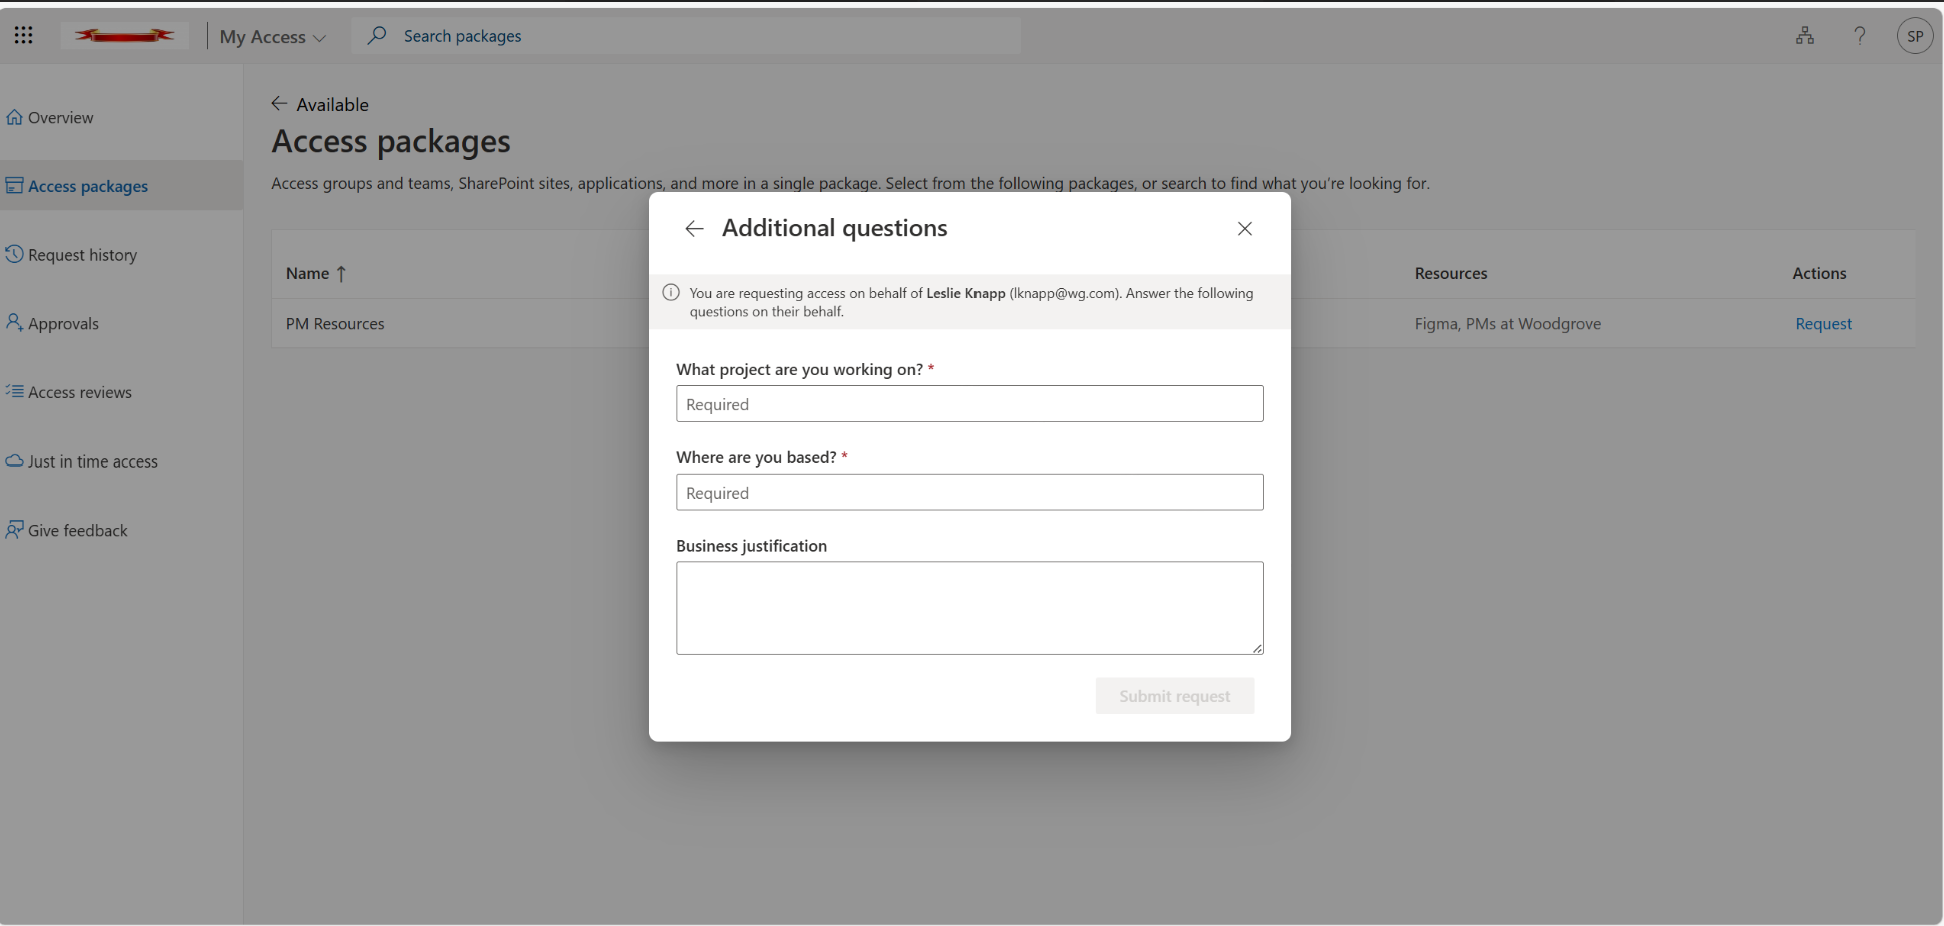 My Access
Search packages
?
SP
Overview
Access packages
Request history
Approvals
Access reviews
Just in time access
Give feedback
Available
Access packages
Access groups and teams, SharePoint sites, applications, and more in a single package. Select from the following packages, or search to find what you're looking for.
Name ↑ Resources Actions
PM Resources Figma, PMs at Woodgrove Request
Additional questions
You are requesting access on behalf of Leslie Knapp (lknapp@wg.com). Answer the following
questions on their behalf.
What project are you working on? *
Required
Where are you based? *
Required
Business justification
Submit request